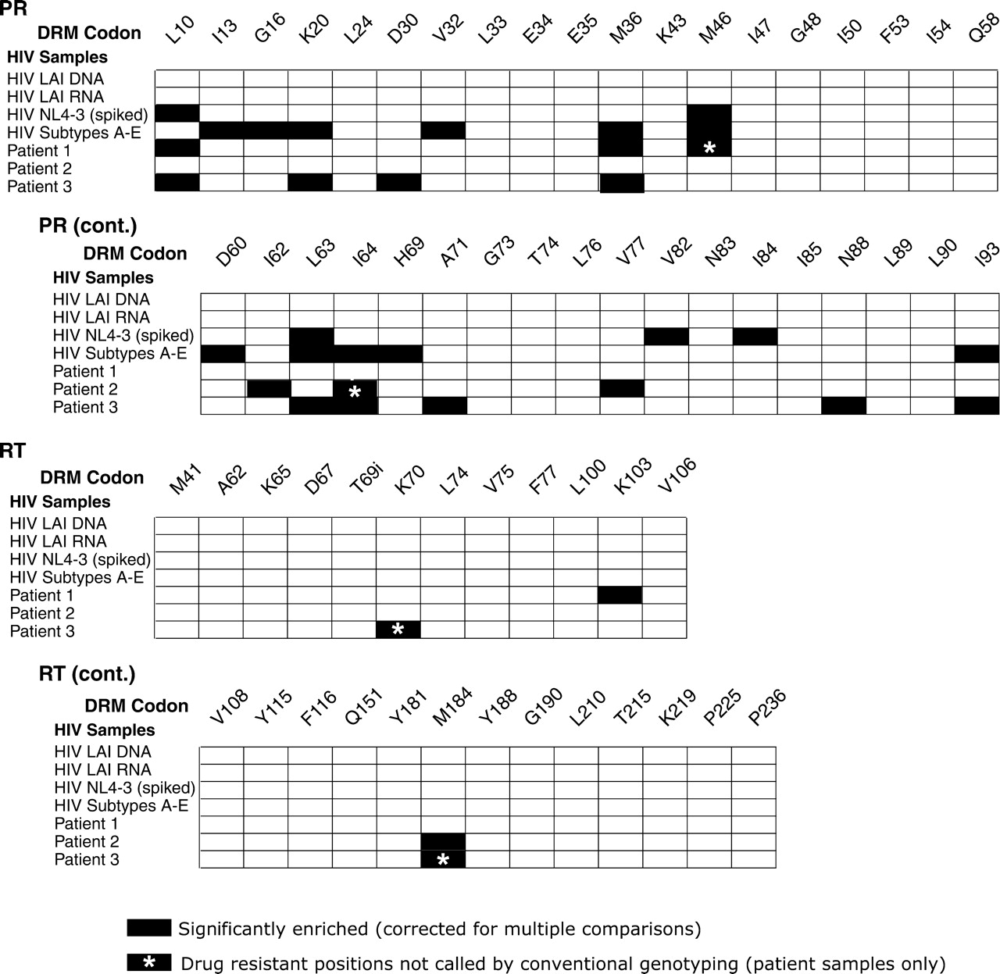 PR
DRM Codon L10 I13 G16 K20 L24 D30 V32 L33 E34 E35 M36 K43 M46 I47 G48 I50 F53 I54 Q58
HIV Samples
HIV LAI DNA
HIV LAI RNA
HIV NL4-3 (spiked)
HIV Subtypes A-E
Patient 1 *
Patient 2
Patient 3
PR (cont.)
DRM Codon D60 I62 L63 I64 H69 A71 G73 T74 L76 V77 V82 N83 I84 I85 N88 L89 L90 I93
HIV Samples
HIV LAI DNA
HIV LAI RNA
HIV NL4-3 (spiked)
HIV Subtypes A-E
Patient 1
Patient 2 *
Patient 3
RT
DRM Codon M41 A62 K65 D67 T69i K70 L74 V75 F77 L100 K103 V106
HIV Samples
HIV LAI DNA
HIV LAI RNA
HIV NL4-3 (spiked)
HIV Subtypes A-E
Patient 1
Patient 2
Patient 3 *
RT (cont.)
DRM Codon V108 Y115 F116 Q151 Y181 M184 Y188 G190 L210 T215 K219 P225 P236
HIV Samples
HIV LAI DNA
HIV LAI RNA
HIV NL4-3 (spiked)
HIV Subtypes A-E
Patient 1
Patient 2
Patient 3 *
Significantly enriched (corrected for multiple comparisons)
* Drug resistant positions not called by conventional genotyping (patient samples only)